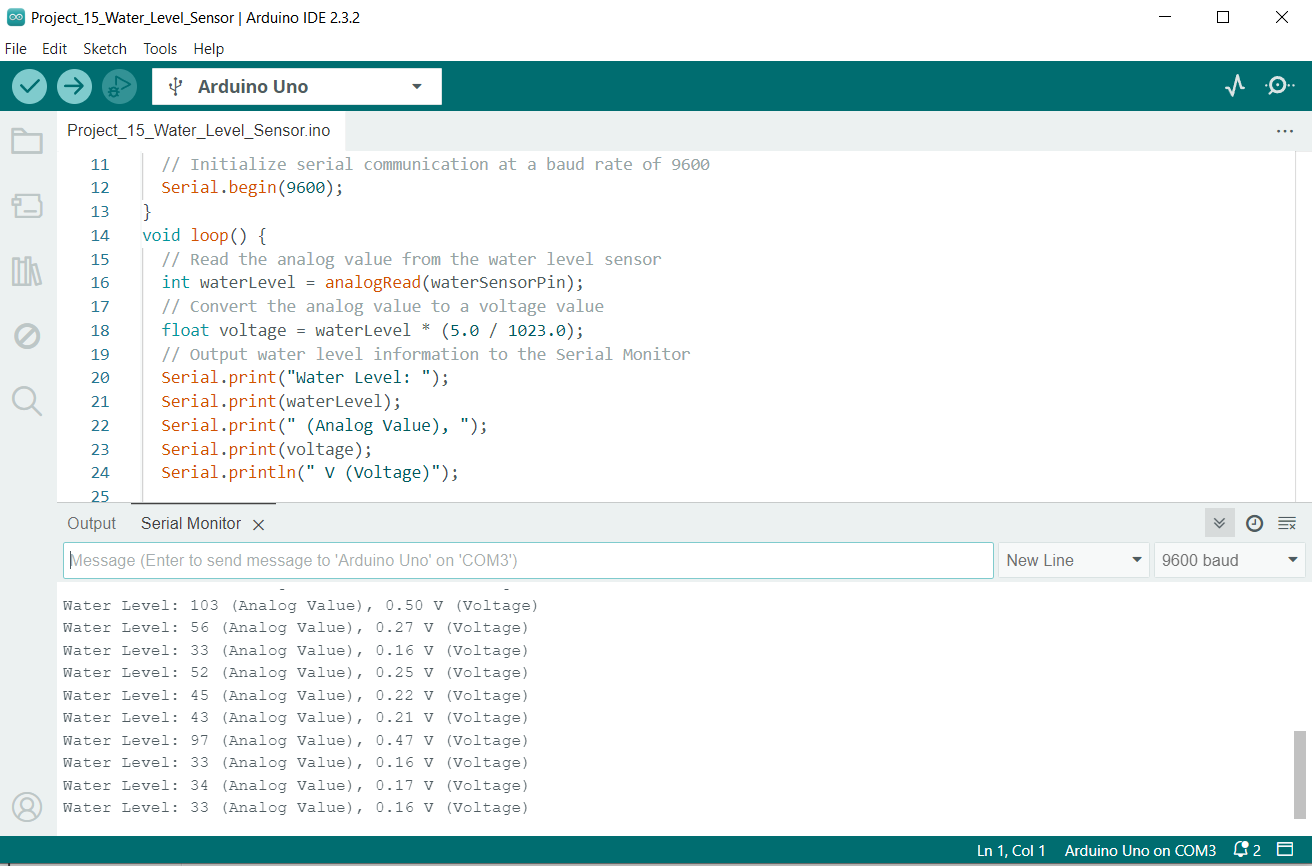 Project_15_Water_Level_Sensor | Arduino IDE 2.3.2
File Edit Sketch Tools Help
Arduino Uno
Project_15_Water_Level_Sensor.ino
11 // Initialize serial communication at a baud rate of 9600
12 Serial.begin(9600);
13 }
14 void loop() {
15 // Read the analog value from the water level sensor
16 int waterLevel = analogRead(waterSensorPin);
17 // Convert the analog value to a voltage value
18 float voltage = waterLevel * (5.0 / 1023.0);
19 // Output water level information to the Serial Monitor
20 Serial.print("Water Level: ");
21 Serial.print(waterLevel);
22 Serial.print(" (Analog Value), ");
23 Serial.print(voltage);
24 Serial.println(" V (Voltage)");
25
Output Serial Monitor
Message (Enter to send message to 'Arduino Uno' on 'COM3') New Line 9600 baud
Water Level: 103 (Analog Value), 0.50 V (Voltage)
Water Level: 56 (Analog Value), 0.27 V (Voltage)
Water Level: 33 (Analog Value), 0.16 V (Voltage)
Water Level: 52 (Analog Value), 0.25 V (Voltage)
Water Level: 45 (Analog Value), 0.22 V (Voltage)
Water Level: 43 (Analog Value), 0.21 V (Voltage)
Water Level: 97 (Analog Value), 0.47 V (Voltage)
Water Level: 33 (Analog Value), 0.16 V (Voltage)
Water Level: 34 (Analog Value), 0.17 V (Voltage)
Water Level: 33 (Analog Value), 0.16 V (Voltage)
Ln 1, Col 1 Arduino Uno on COM3 2